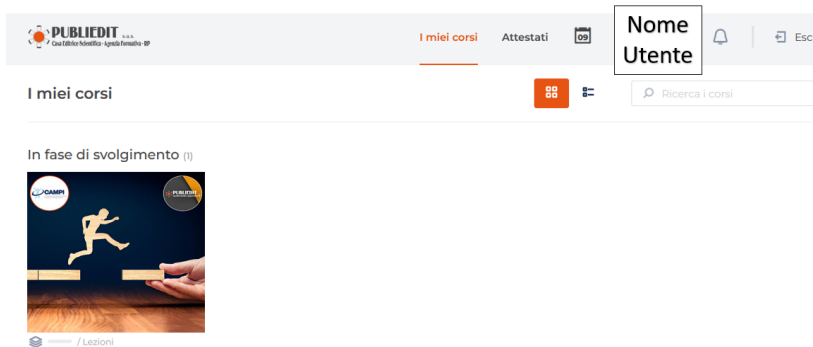 PUBLIEDIT s.a.s.
Casa Editrice Scientifica - Agenzia Formativa - RP
I miei corsi
Attestati
09
Nome
Utente
Esc
I miei corsi
Ricerca i corsi
In fase di svolgimento (1)
CAMPI
PUBLIEDIT
/ Lezioni